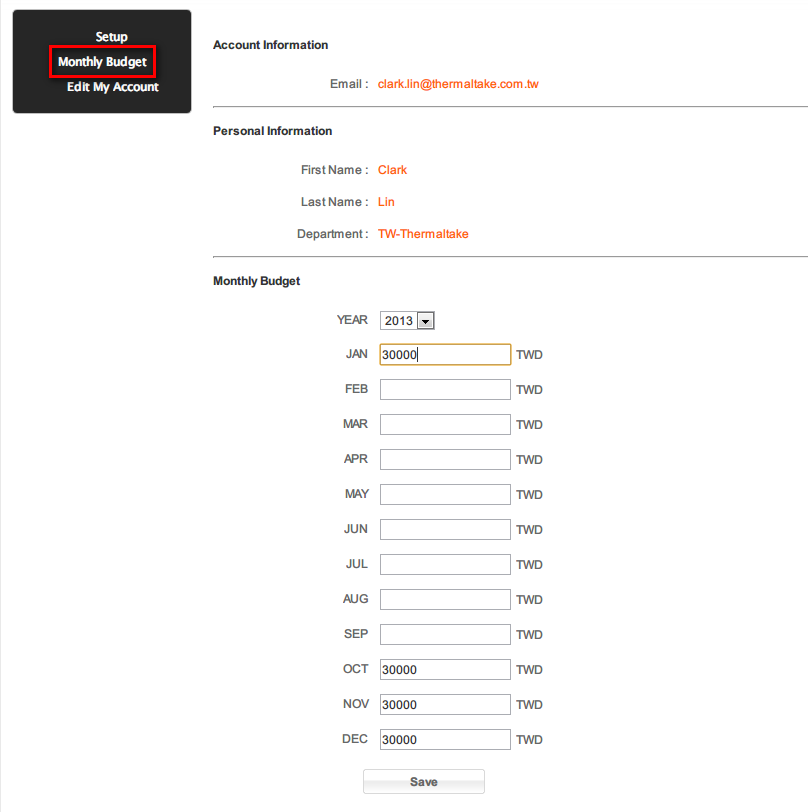 Setup
Monthly Budget
Edit My Account
Account Information
Email : clark.lin@thermaltake.com.tw
Personal Information
First Name : Clark
Last Name : Lin
Department : TW-Thermaltake
Monthly Budget
YEAR 2013
JAN 30000 TWD
FEB TWD
MAR TWD
APR TWD
MAY TWD
JUN TWD
JUL TWD
AUG TWD
SEP TWD
OCT 30000 TWD
NOV 30000 TWD
DEC 30000 TWD
Save